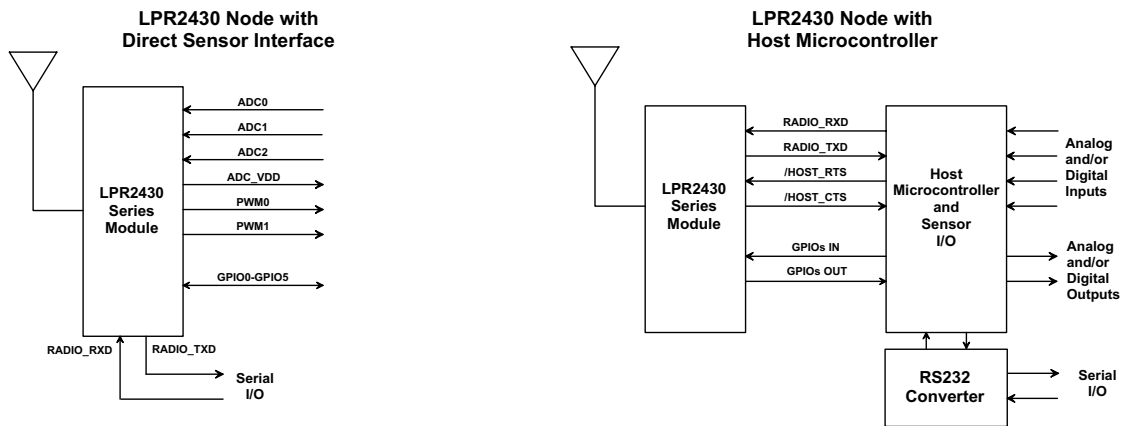 LPR2430 Node with
Direct Sensor Interface
ADC0
ADC1
ADC2
ADC_VDD
PWM0
PWM1
GPIO0-GPIO5
LPR2430
Series
Module
RADIO_RXD
RADIO_TXD
Serial
I/O
LPR2430 Node with
Host Microcontroller
LPR2430
Series
Module
RADIO_RXD
RADIO_TXD
/HOST_RTS
/HOST_CTS
GPIOs IN
GPIOs OUT
Host
Microcontroller
and
Sensor
I/O
Analog
and/or
Digital
Inputs
Analog
and/or
Digital
Outputs
RS232
Converter
Serial
I/O